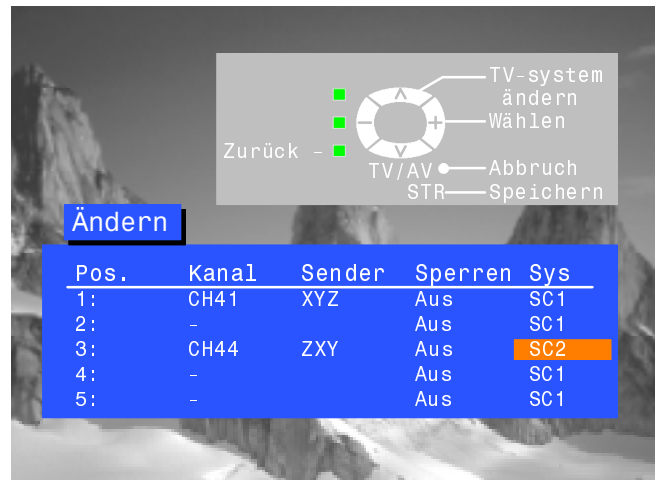 TV-system
ändern
Wählen
Zurück -
TV/AV Abbruch
STR Speichern
Ändern
Pos. Kanal Sender Sperren Sys
1: CH41 XYZ Aus SC1
2: - Aus SC1
3: CH44 ZXY Aus SC2
4: - Aus SC1
5: - Aus SC1